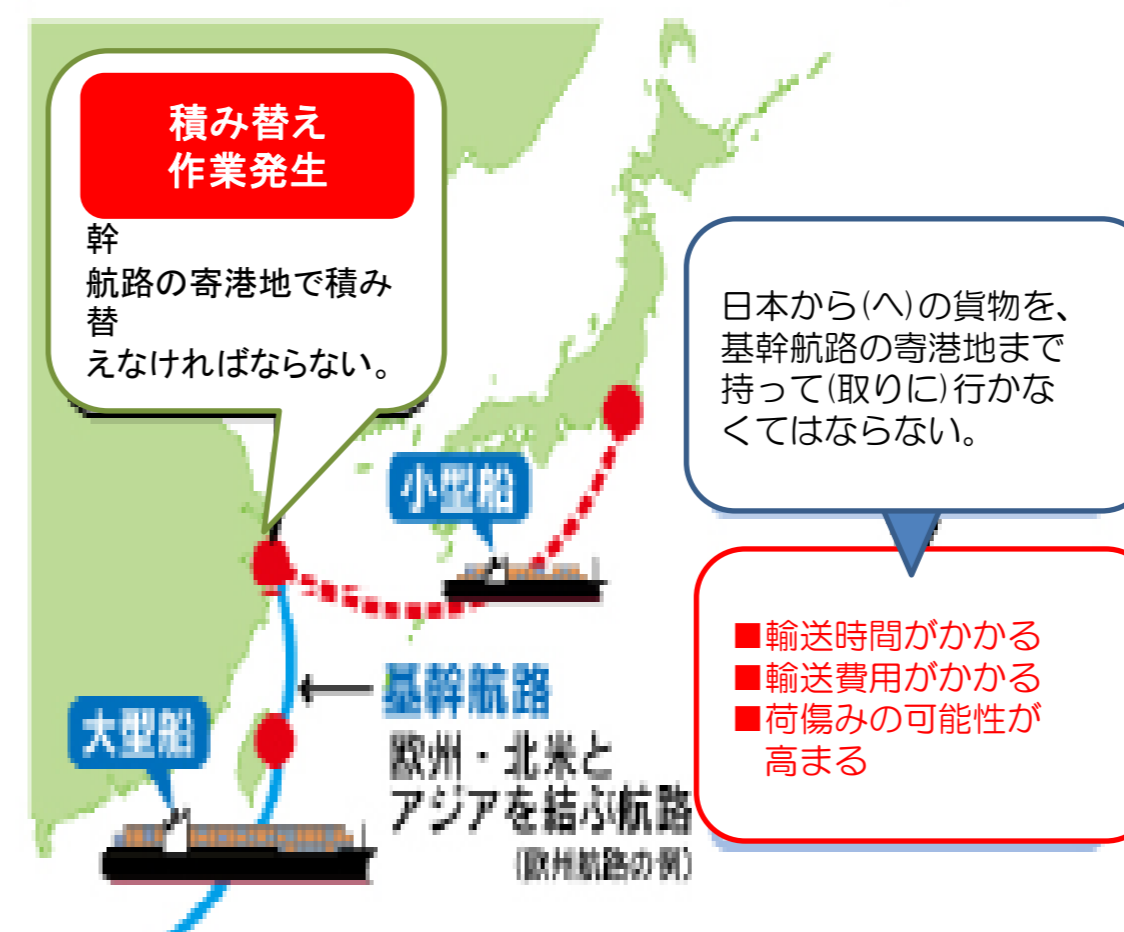 積み替え
作業発生
幹
航路の寄港地で積み
替
えなければならない。
日本から(へ)の貨物を、
基幹航路の寄港地まで
持って(取りに)行かな
くてはならない。
小型船
■輸送時間がかかる
■輸送費用がかかる
■荷傷みの可能性が
高まる
基幹航路
大型船
欧州・北米と
アジアを結ぶ航路
(欧州航路の例)